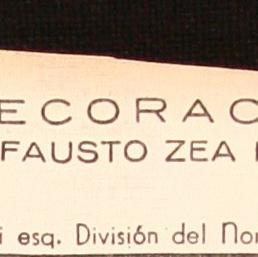 ECORAC
FAUSTO ZEA
i esq. División del Nor